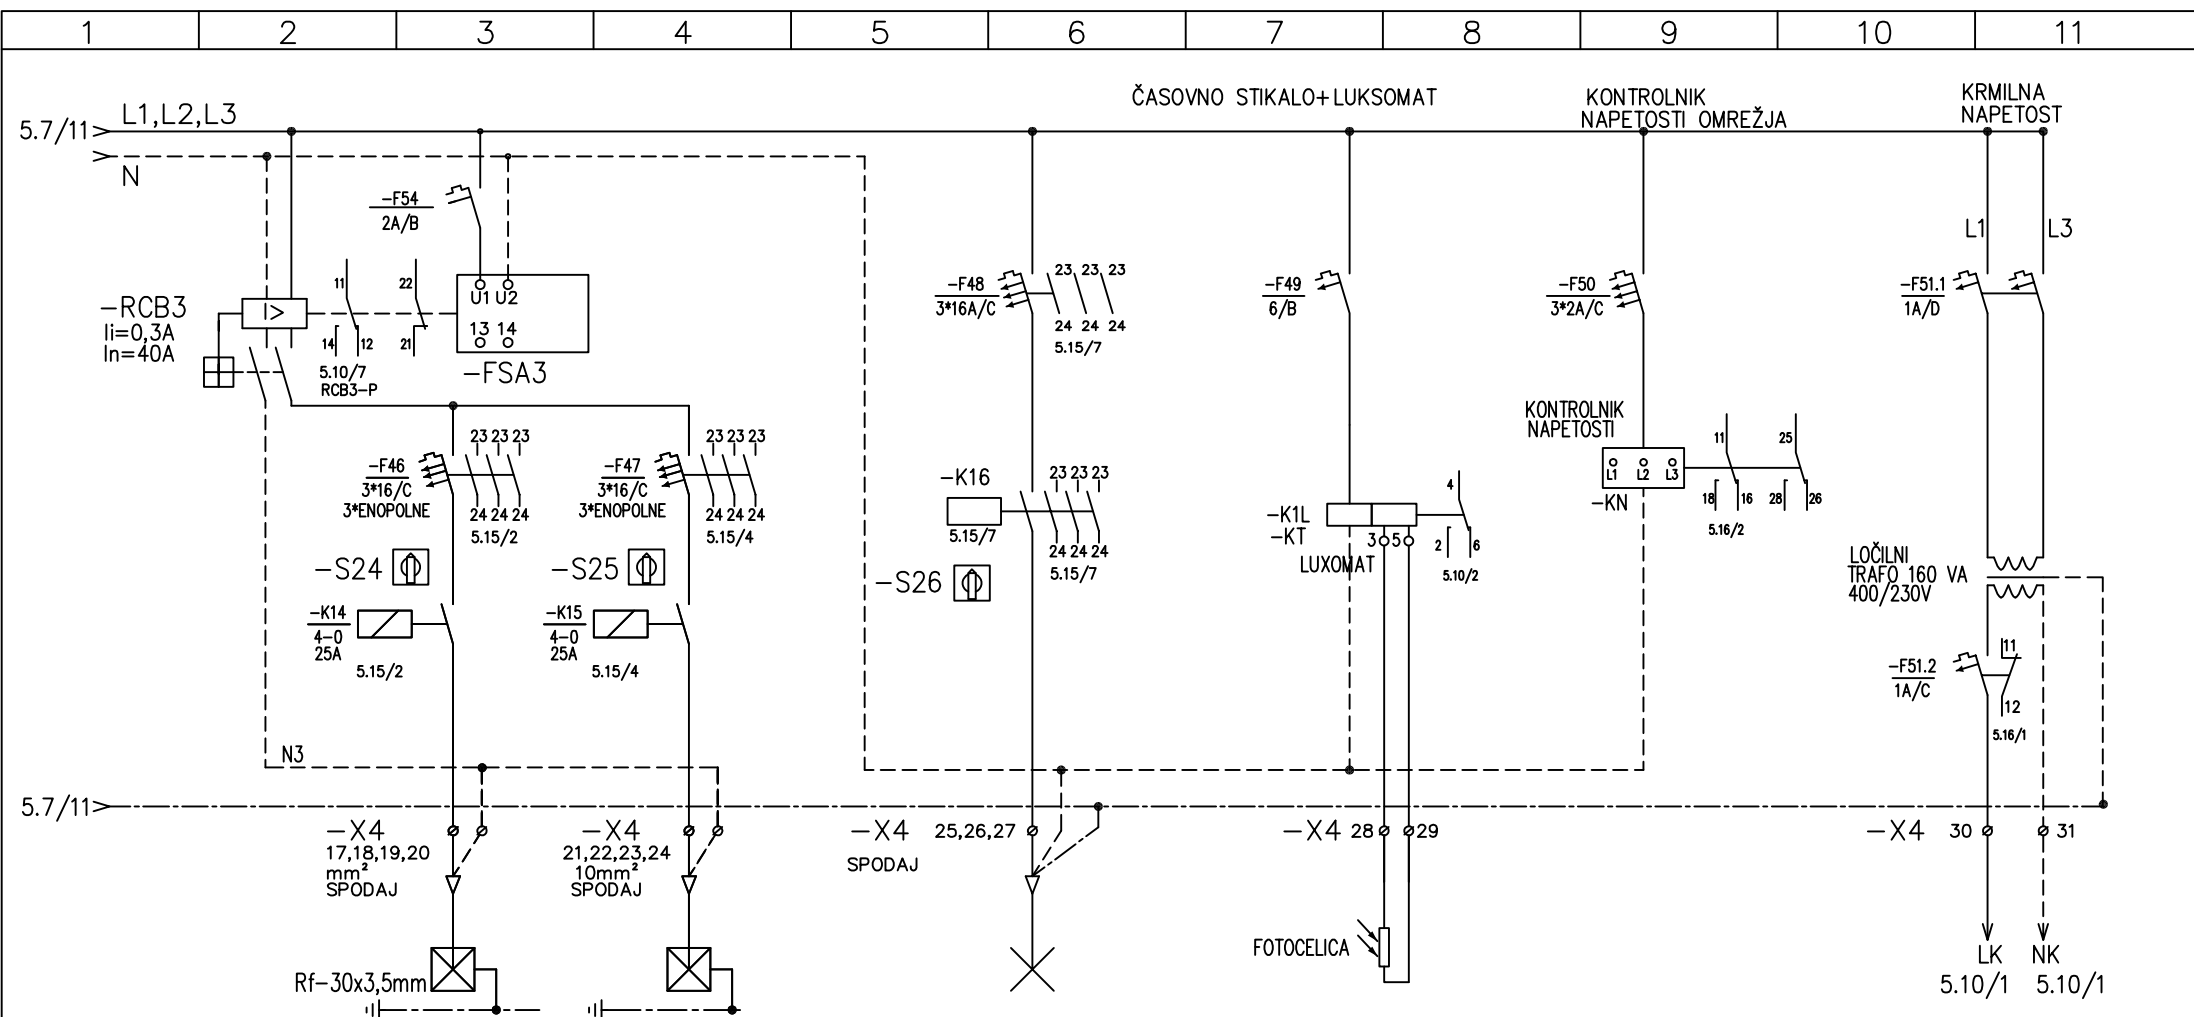 1 2 3 4 5 6 7 8 9 10 11
ČASOVNO STIKALO+LUKSOMAT
KONTROLNIK
NAPETOSTI OMREŽJA
KRMILNA
NAPETOST
5.7/11
L1,L2,L3
N
-F54
2A/B
L1
L3
-RCB3
Ii=0,3A
In=40A
I>
11
14
12
5.10/7
RCB3-P
22
21
U1 U2
13 14
-FSA3
-F48
3*16A/C
23 23 23
24 24 24
5.15/7
-F49
6/B
-F50
3*2A/C
-F51.1
1A/D
-F46
3*16/C
3*ENOPOLNE
23 23 23
24 24 24
5.15/2
-F47
3*16/C
3*ENOPOLNE
23 23 23
24 24 24
5.15/4
-K16
5.15/7
23 23 23
24 24 24
5.15/7
KONTROLNIK
NAPETOSTI
L1 L2 L3
-KN
11
18
16
5.16/2
25
28
26
-K1L
-KT
LUXOMAT
3
5
4
2
6
5.10/2
-S24
-S25
-S26
LOČILNI
TRAFO 160 VA
400/230V
-K14
4-0
25A
5.15/2
-K15
4-0
25A
5.15/4
-F51.2
1A/C
11
12
5.16/1
N3
5.7/11
-X4
17,18,19,20
mm²
SPODAJ
-X4
21,22,23,24
10mm²
SPODAJ
-X4
25,26,27
SPODAJ
-X4 28
29
-X4 30
31
FOTOCELICA
Rf-30x3,5mm
LK
NK
5.10/1
5.10/1